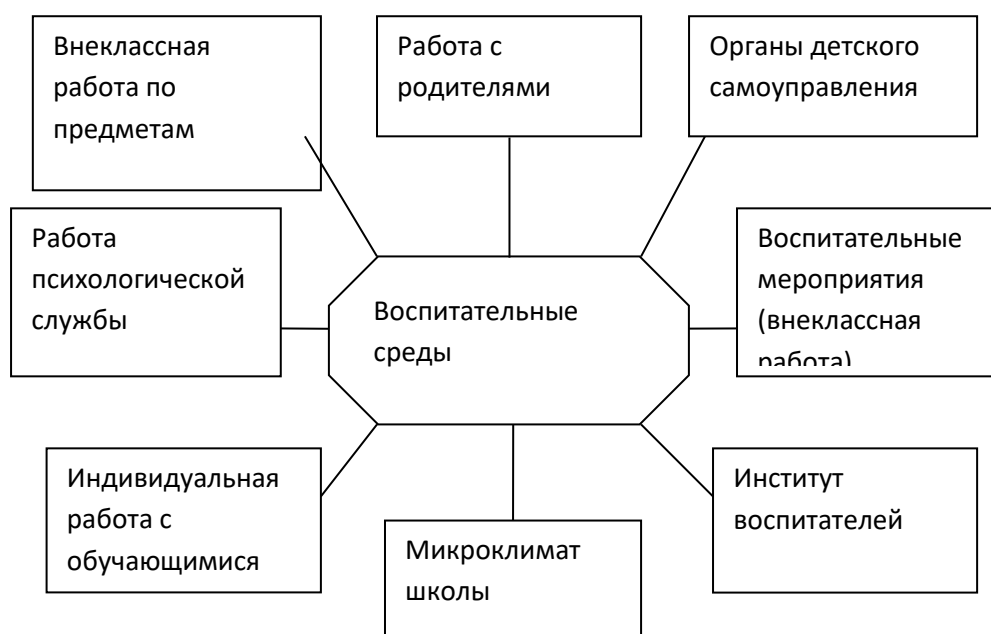 Внеклассная
работа по
предметам
Работа с
родителями
Органы детского
самоуправления
Работа
психологической
службы
Воспитательные
среды
Воспитательные
мероприятия
(внеклассная
работа)
Индивидуальная
работа с
обучающимися
Микроклимат
школы
Институт
воспитателей